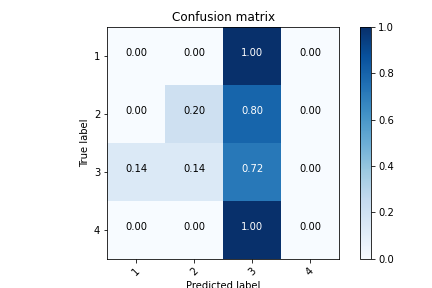 Confusion matrix
1.0
1 0.00 0.00 1.00 0.00
0.8
2 0.00 0.20 0.80 0.00
0.6
True label
3 0.14 0.14 0.72 0.00
0.4
0.2
4 0.00 0.00 1.00 0.00
0.0
1 2 3 4
Predicted label